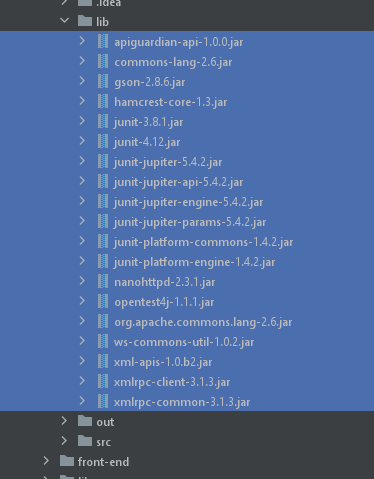 .idea
lib
apiguardian-api-1.0.0.jar
commons-lang-2.6.jar
gson-2.8.6.jar
hamcrest-core-1.3.jar
junit-3.8.1.jar
junit-4.12.jar
junit-jupiter-5.4.2.jar
junit-jupiter-api-5.4.2.jar
junit-jupiter-engine-5.4.2.jar
junit-jupiter-params-5.4.2.jar
junit-platform-commons-1.4.2.jar
junit-platform-engine-1.4.2.jar
nanohttpd-2.3.1.jar
opentest4j-1.1.1.jar
org.apache.commons.lang-2.6.jar
ws-commons-util-1.0.2.jar
xml-apis-1.0.b2.jar
xmlrpc-client-3.1.3.jar
xmlrpc-common-3.1.3.jar
out
src
front-end